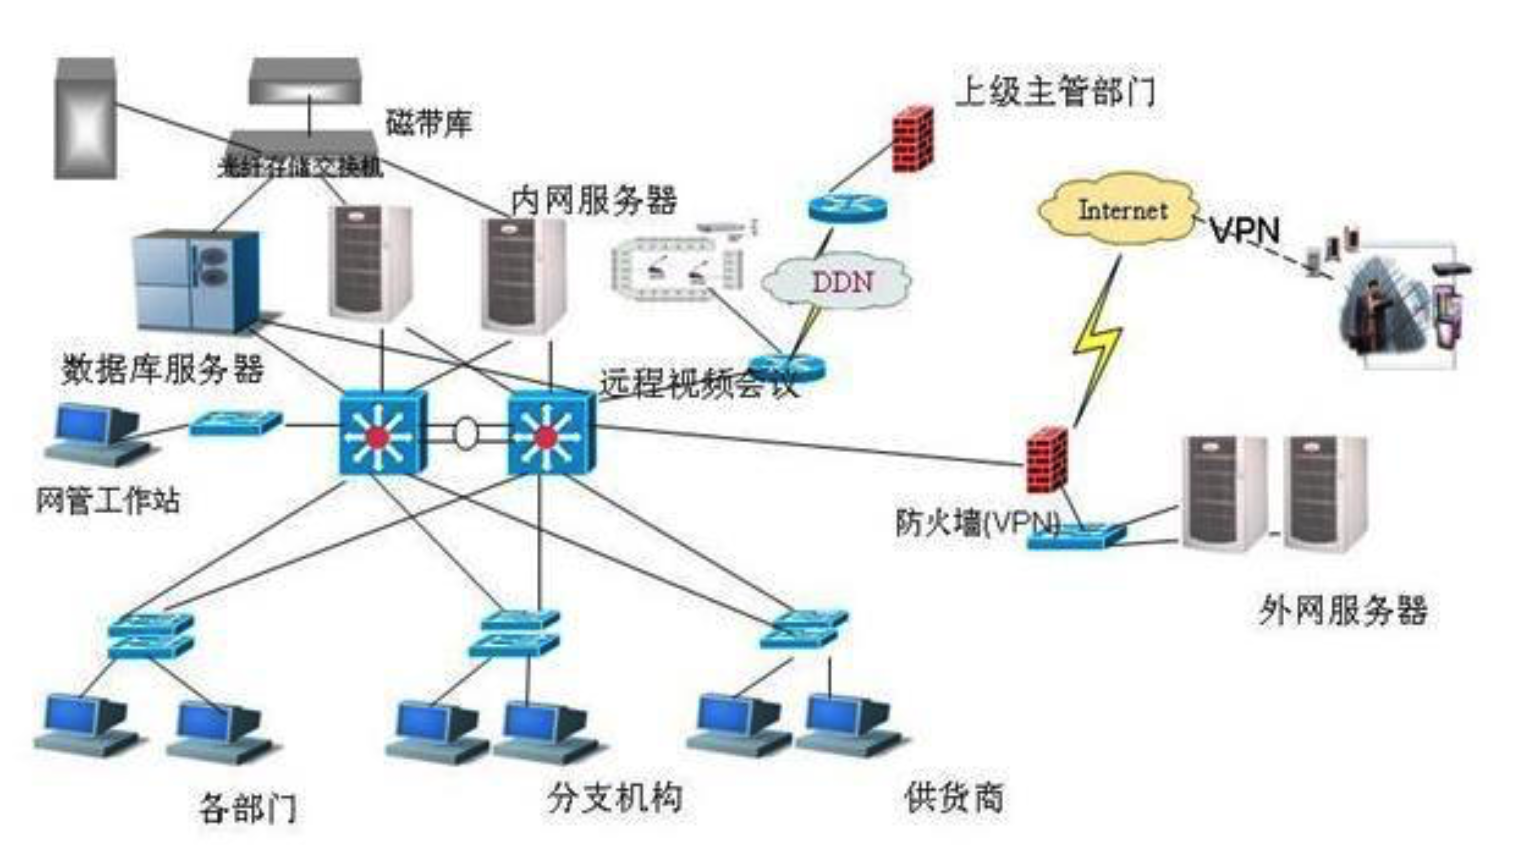 上级主管部门
磁带库
光纤存储交换机
内网服务器
Internet
VPN
DDN
数据库服务器
远程视频会议
网管工作站
防火墙(VPN)
外网服务器
各部门
分支机构
供货商